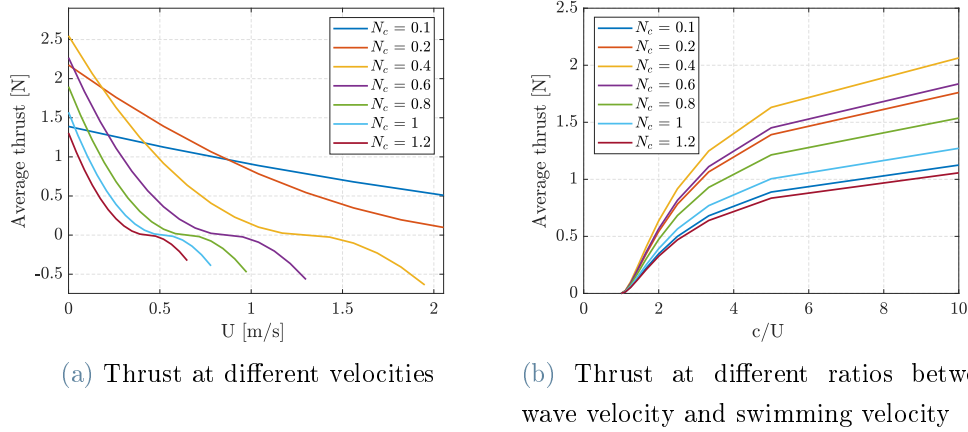 2.5
2
1.5
1
0.5
0
-0.5
Average thrust [N]
0 0.5 1 1.5 2
U [m/s]
N_c = 0.1
N_c = 0.2
N_c = 0.4
N_c = 0.6
N_c = 0.8
N_c = 1
N_c = 1.2
(a) Thrust at different velocities
2.5
2
1.5
1
0.5
0
Average thrust [N]
0 2 4 6 8 10
c/U
N_c = 0.1
N_c = 0.2
N_c = 0.4
N_c = 0.6
N_c = 0.8
N_c = 1
N_c = 1.2
(b) Thrust at different ratios betwe
wave velocity and swimming velocity